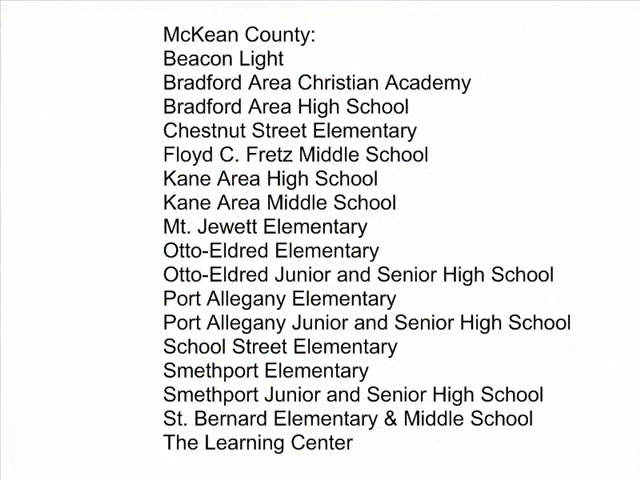 McKean County:
Beacon Light
Bradford Area Christian Academy
Bradford Area High School
Chestnut Street Elementary
Floyd C. Fretz Middle School
Kane Area High School
Kane Area Middle School
Mt. Jewett Elementary
Otto-Eldred Elementary
Otto-Eldred Junior and Senior High School
Port Allegany Elementary
Port Allegany Junior and Senior High School
School Street Elementary
Smethport Elementary
Smethport Junior and Senior High School
St. Bernard Elementary & Middle School
The Learning Center